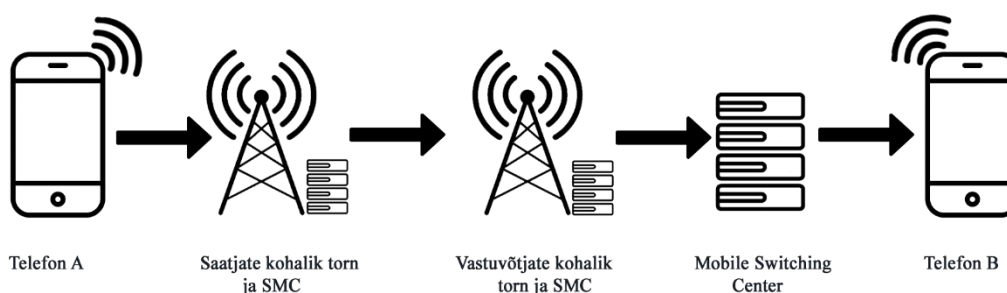 Telefon A
Saatjate kohalik torn
ja SMC
Vastuvõtjate kohalik
torn ja SMC
Mobile Switching
Center
Telefon B